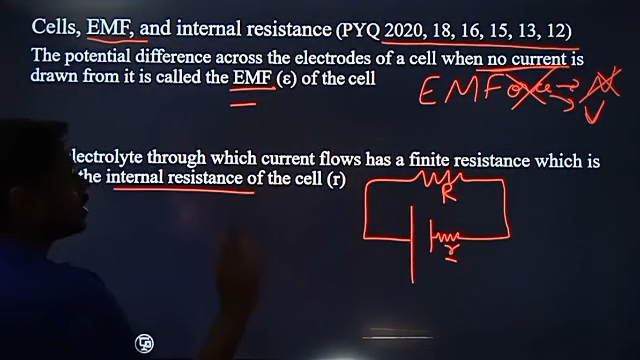 Cells, EMF, and internal resistance (PYQ 2020, 18, 16, 15, 13, 12)
The potential difference across the electrodes of a cell when no current is
drawn from it is called the EMF (ε) of the cell
EMF orce → N
V
lectrolyte through which current flows has a finite resistance which is
the internal resistance of the cell (r)
R
r